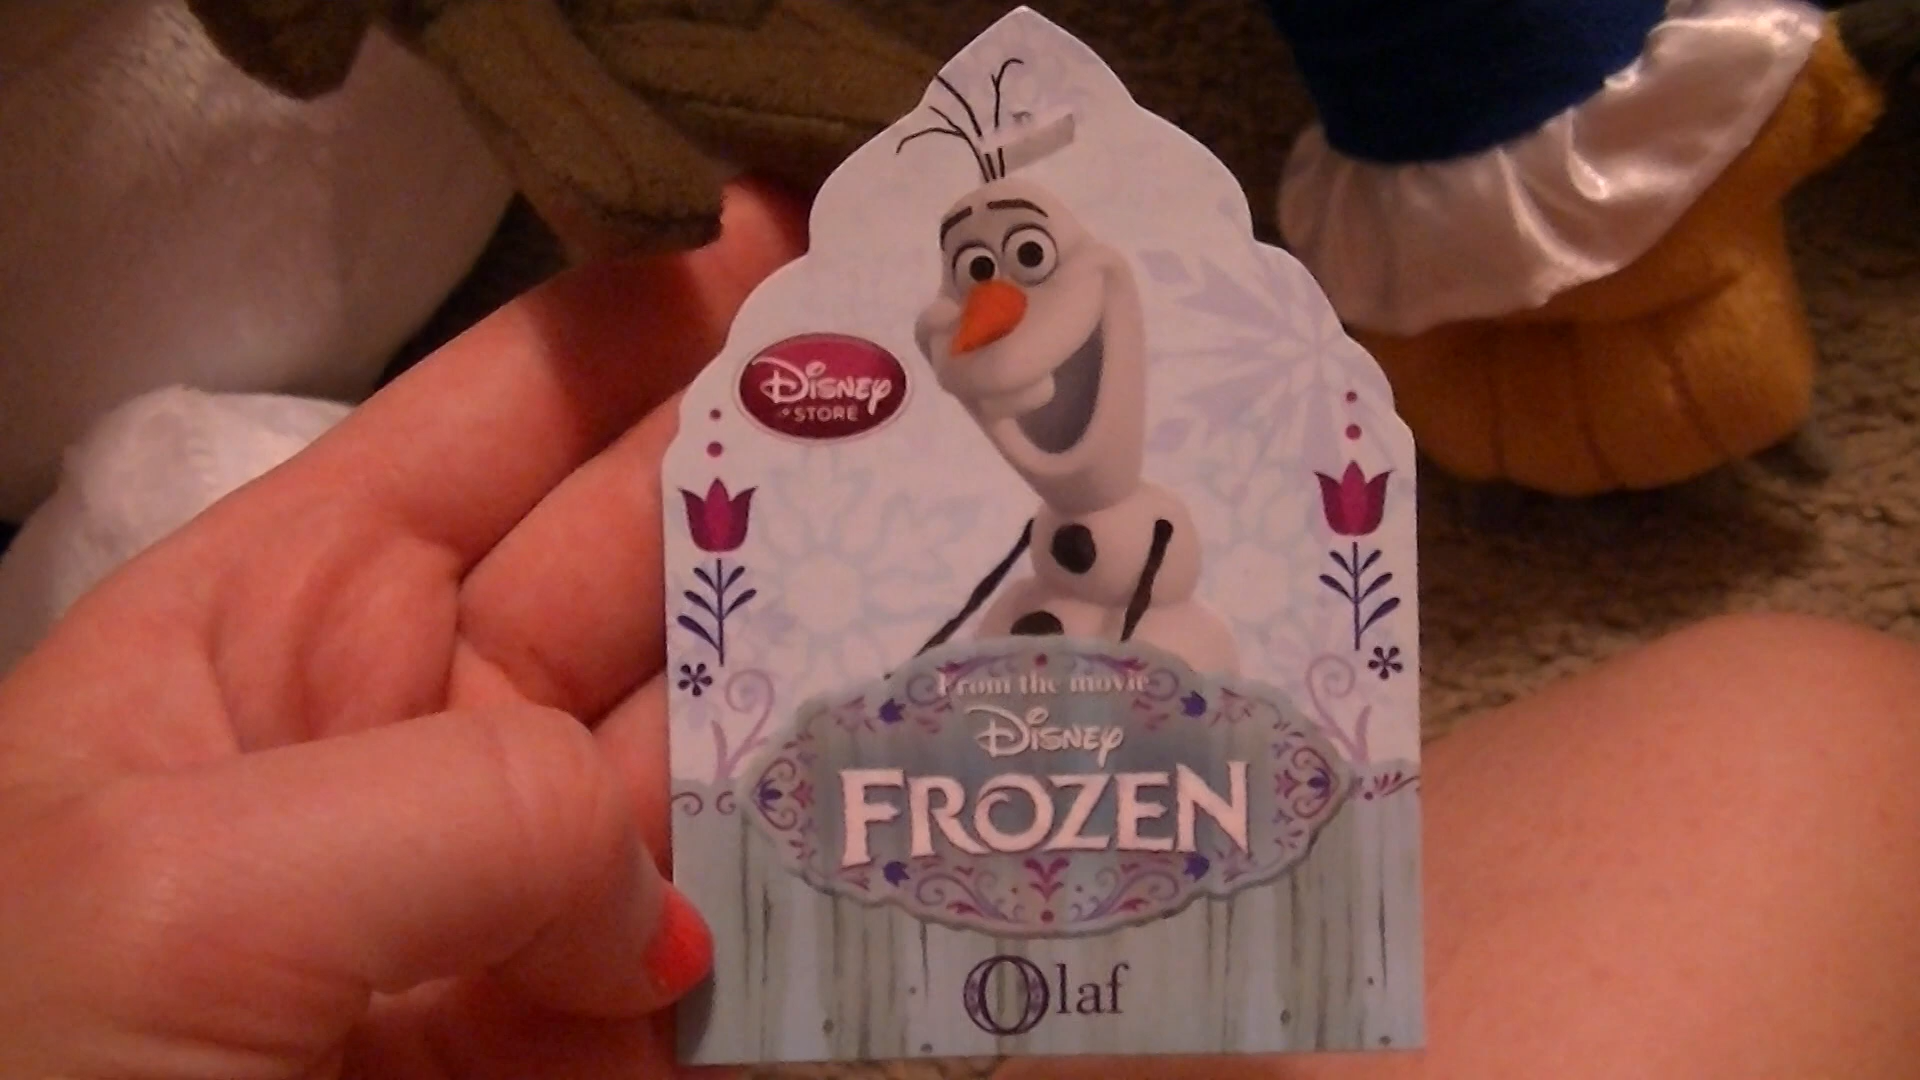 Disney
STORE
From the movie
Disney
FROZEN
Olaf